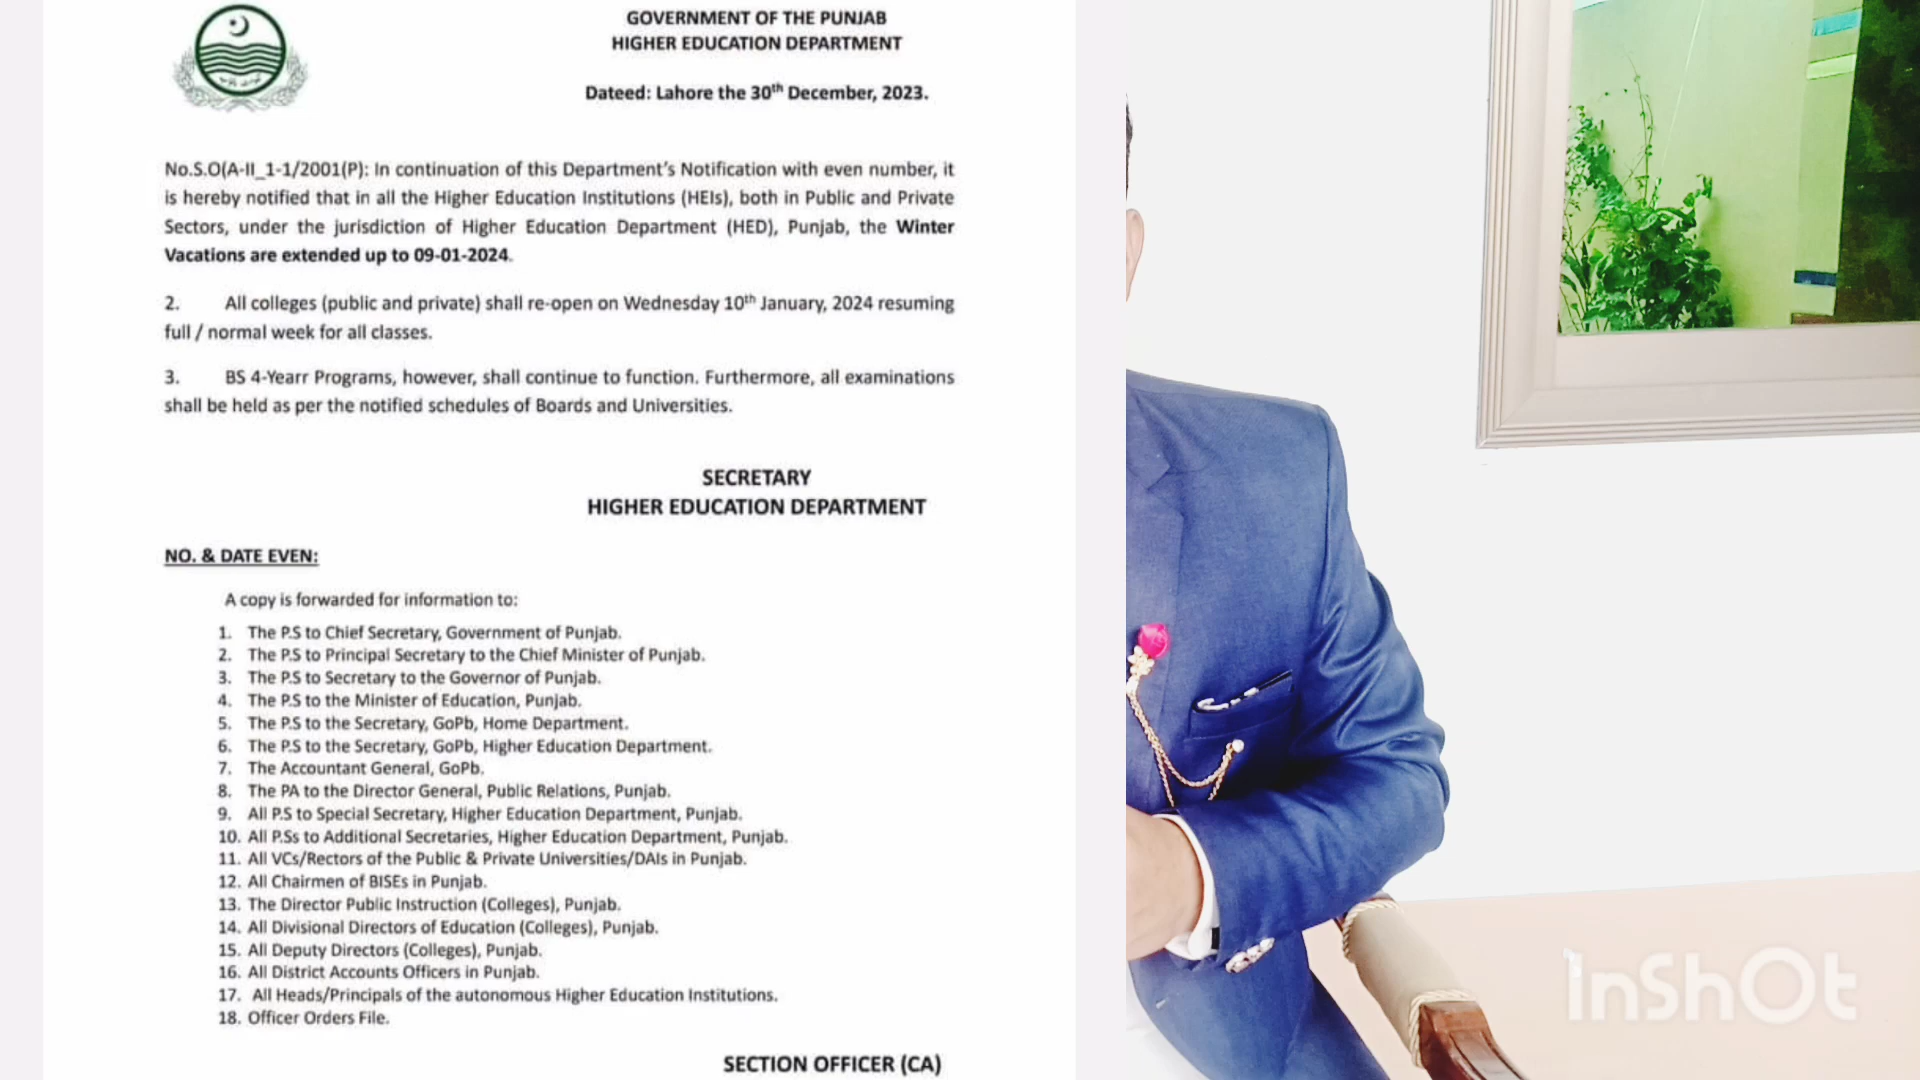 GOVERNMENT OF THE PUNJAB
HIGHER EDUCATION DEPARTMENT
Dateed: Lahore the 30th December, 2023.
No.S.O(A-II_1-1/2001(P): In continuation of this Department's Notification with even number, it
is hereby notified that in all the Higher Education Institutions (HEIs), both in Public and Private
Sectors, under the jurisdiction of Higher Education Department (HED), Punjab, the Winter
Vacations are extended up to 09-01-2024.
2. All colleges (public and private) shall re-open on Wednesday 10th January, 2024 resuming
full / normal week for all classes.
3. BS 4-Yearr Programs, however, shall continue to function. Furthermore, all examinations
shall be held as per the notified schedules of Boards and Universities.
SECRETARY
HIGHER EDUCATION DEPARTMENT
NO. & DATE EVEN:
A copy is forwarded for information to:
1. The P.S to Chief Secretary, Government of Punjab.
2. The P.S to Principal Secretary to the Chief Minister of Punjab.
3. The P.S to Secretary to the Governor of Punjab.
4. The P.S to the Minister of Education, Punjab.
5. The P.S to the Secretary, GoPb, Home Department.
6. The P.S to the Secretary, GoPb, Higher Education Department.
7. The Accountant General, GoPb.
8. The PA to the Director General, Public Relations, Punjab.
9. All P.S to Special Secretary, Higher Education Department, Punjab.
10. All P.Ss to Additional Secretaries, Higher Education Department, Punjab.
11. All VCs/Rectors of the Public & Private Universities/DAIs in Punjab.
12. All Chairmen of BISEs in Punjab.
13. The Director Public Instruction (Colleges), Punjab.
14. All Divisional Directors of Education (Colleges), Punjab.
15. All Deputy Directors (Colleges), Punjab.
16. All District Accounts Officers in Punjab.
17. All Heads/Principals of the autonomous Higher Education Institutions.
18. Officer Orders File.
SECTION OFFICER (CA)
InShOt